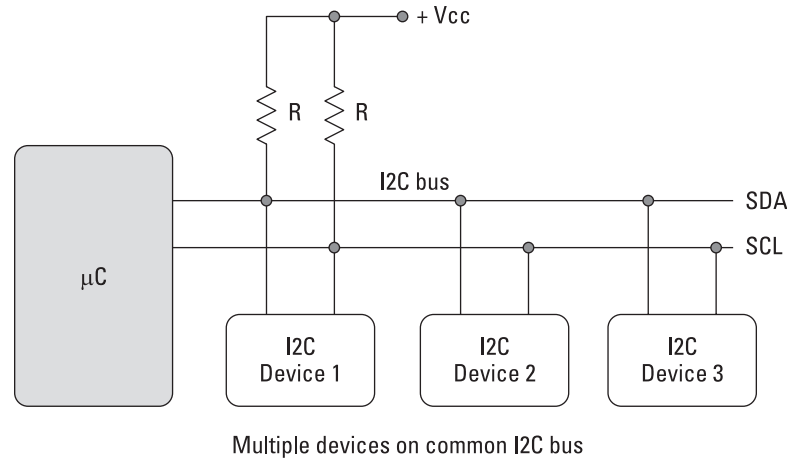 + Vcc
R
R
I2C bus
SDA
SCL
μC
I2C
Device 1
I2C
Device 2
I2C
Device 3
Multiple devices on common I2C bus